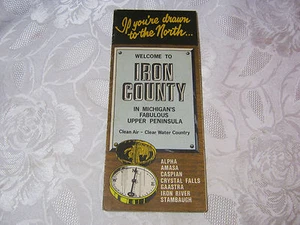 If you're drawn
to the North...
WELCOME TO
IRON
COUNTY
IN MICHIGAN'S
FABULOUS
UPPER PENINSULA
Clean Air - Clear Water Country
ALPHA
AMASA
CASPIAN
CRYSTAL FALLS
GAASTRA
IRON RIVER
STAMBAUGH